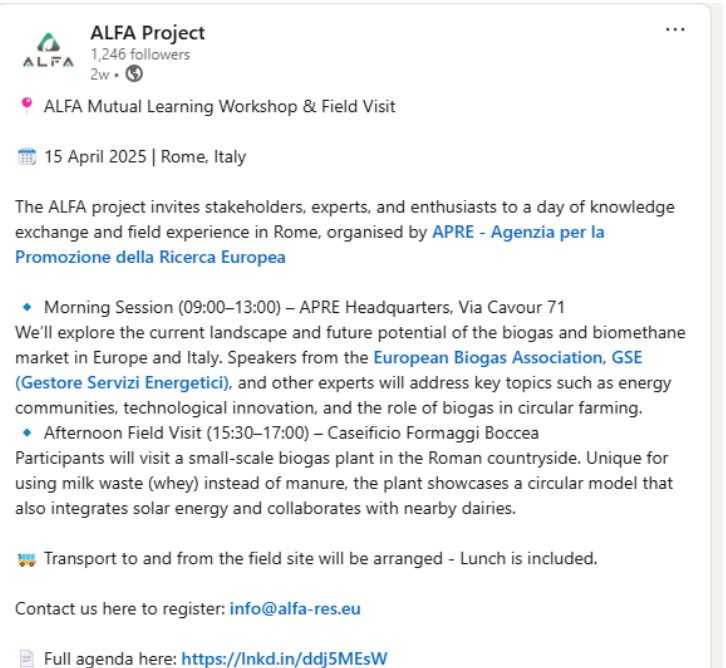 ALFA Project
ALFA
1,246 followers
2w •
ALFA Mutual Learning Workshop & Field Visit
15 April 2025 | Rome, Italy
The ALFA project invites stakeholders, experts, and enthusiasts to a day of knowledge
exchange and field experience in Rome, organised by APRE - Agenzia per la
Promozione della Ricerca Europea
🔹 Morning Session (09:00–13:00) – APRE Headquarters, Via Cavour 71
We'll explore the current landscape and future potential of the biogas and biomethane
market in Europe and Italy. Speakers from the European Biogas Association, GSE
(Gestore Servizi Energetici), and other experts will address key topics such as energy
communities, technological innovation, and the role of biogas in circular farming.
🔹 Afternoon Field Visit (15:30–17:00) – Caseificio Formaggi Boccea
Participants will visit a small-scale biogas plant in the Roman countryside. Unique for
using milk waste (whey) instead of manure, the plant showcases a circular model that
also integrates solar energy and collaborates with nearby dairies.
Transport to and from the field site will be arranged - Lunch is included.
Contact us here to register: info@alfa-res.eu
Full agenda here: https://lnkd.in/ddj5MEsW